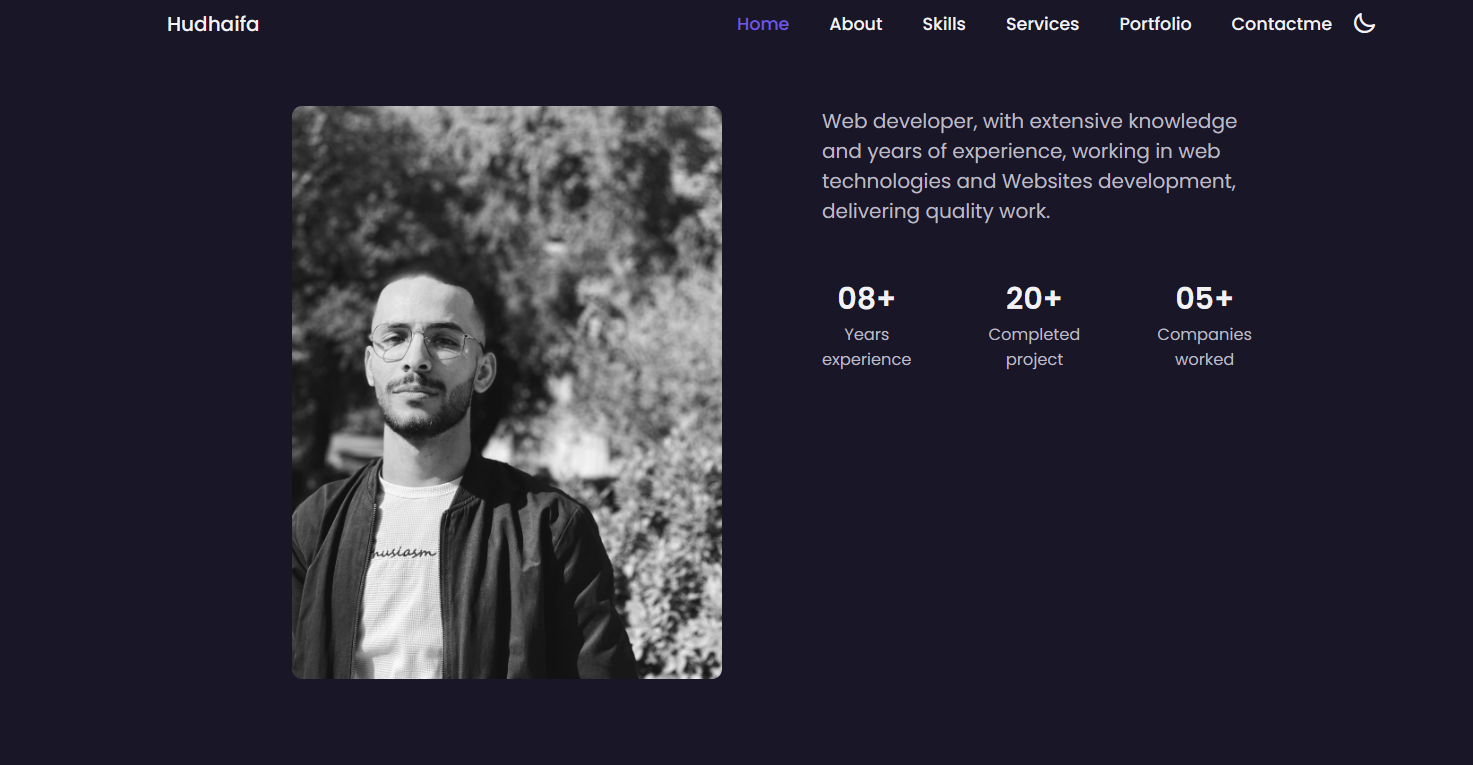 Hudhaifa
Home About Skills Services Portfolio Contactme
Web developer, with extensive knowledge
and years of experience, working in web
technologies and Websites development,
delivering quality work.
08+ 20+ 05+
Years Completed Companies
experience project worked
husiasm